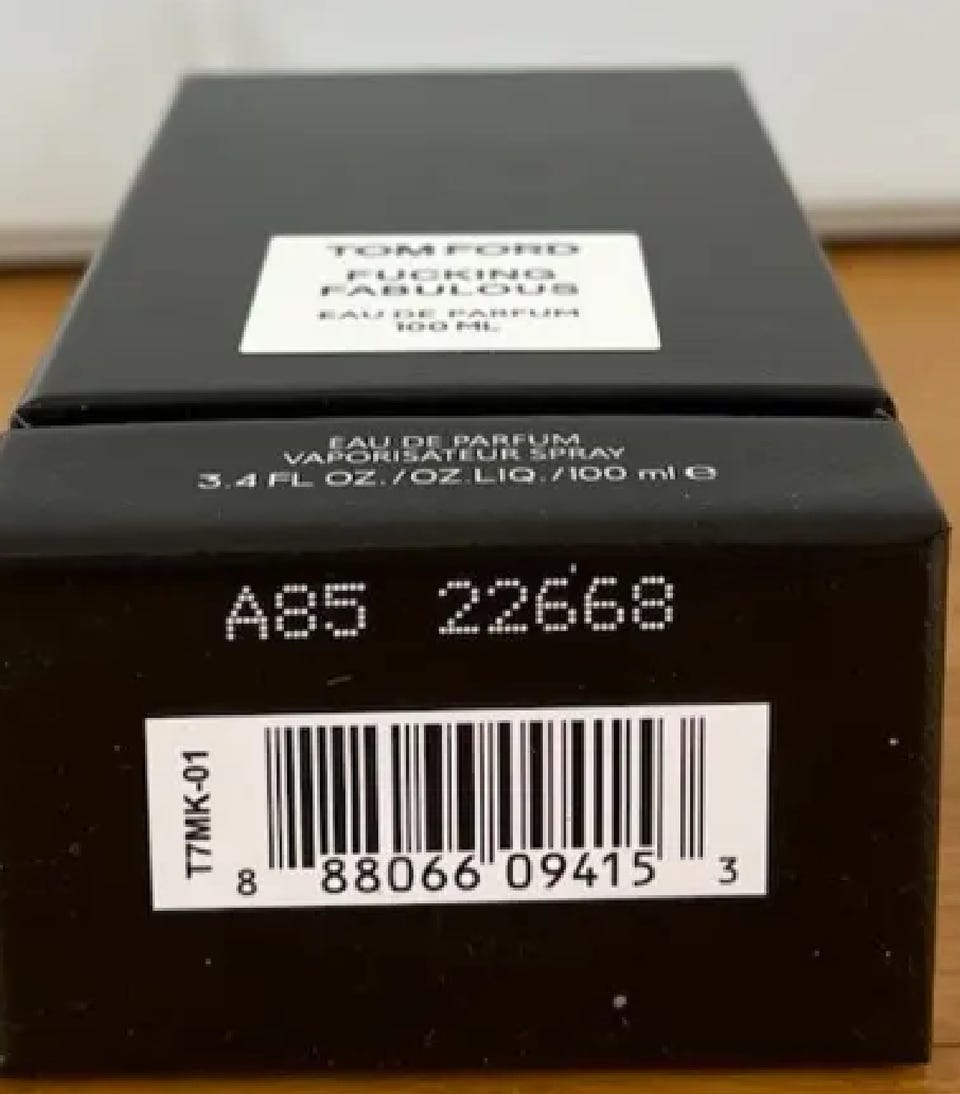 TOM FORD
FUCKING
FABULOUS
EAU DE PARFUM
100 ML
EAU DE PARFUM
VAPORISATEUR SPRAY
3.4 FL OZ./OZ.LIQ./100 ml ℮
A85 22668
T7MK-01
8 88066 09415 3